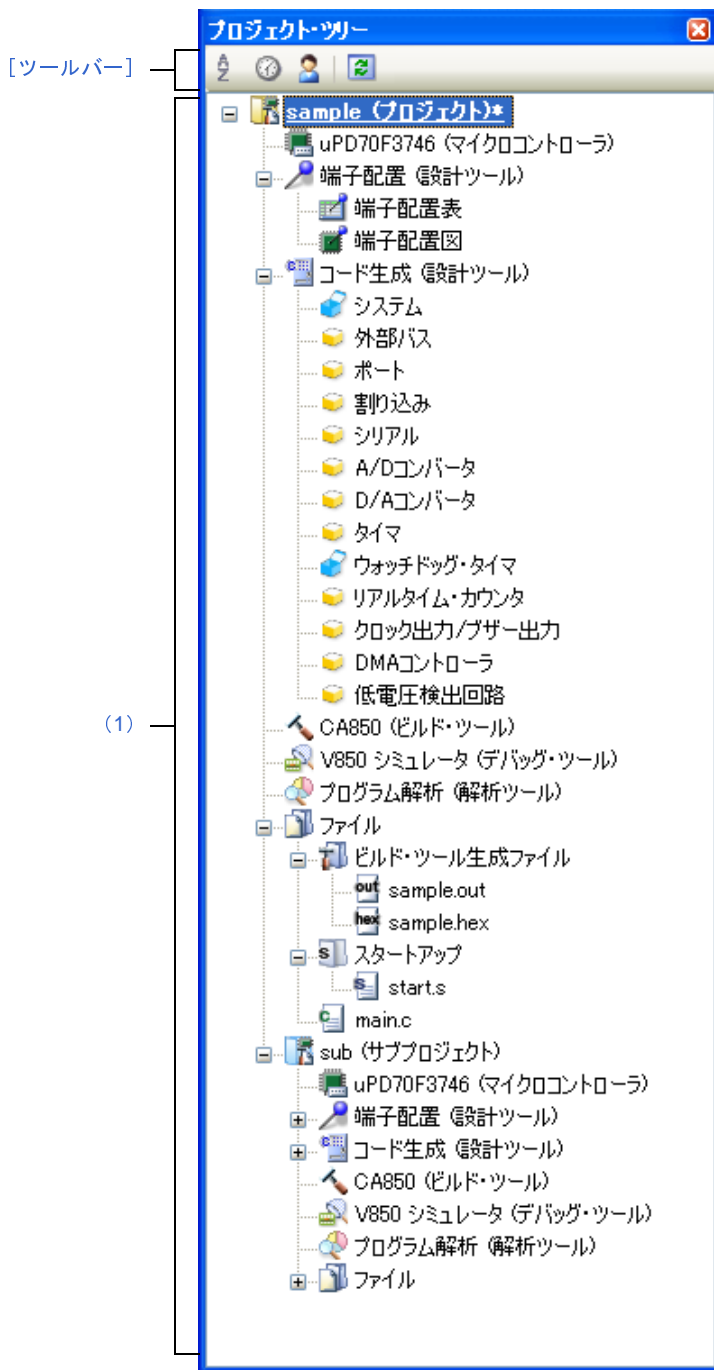 プロジェクト・ツリー
[ツールバー]
sample (プロジェクト)*
uPD70F3746 (マイクロコントローラ)
端子配置 (設計ツール)
端子配置表
端子配置図
コード生成 (設計ツール)
システム
外部バス
ポート
割り込み
シリアル
A/Dコンバータ
D/Aコンバータ
タイマ
ウォッチドッグ・タイマ
リアルタイム・カウンタ
クロック出力/ブザー出力
DMAコントローラ
低電圧検出回路
(1)
CA850 (ビルド・ツール)
V850 シミュレータ (デバッグ・ツール)
プログラム解析 (解析ツール)
ファイル
ビルド・ツール生成ファイル
out sample.out
hex sample.hex
S スタートアップ
S start.s
C main.c
sub (サブプロジェクト)
uPD70F3746 (マイクロコントローラ)
端子配置 (設計ツール)
コード生成 (設計ツール)
CA850 (ビルド・ツール)
V850 シミュレータ (デバッグ・ツール)
プログラム解析 (解析ツール)
ファイル